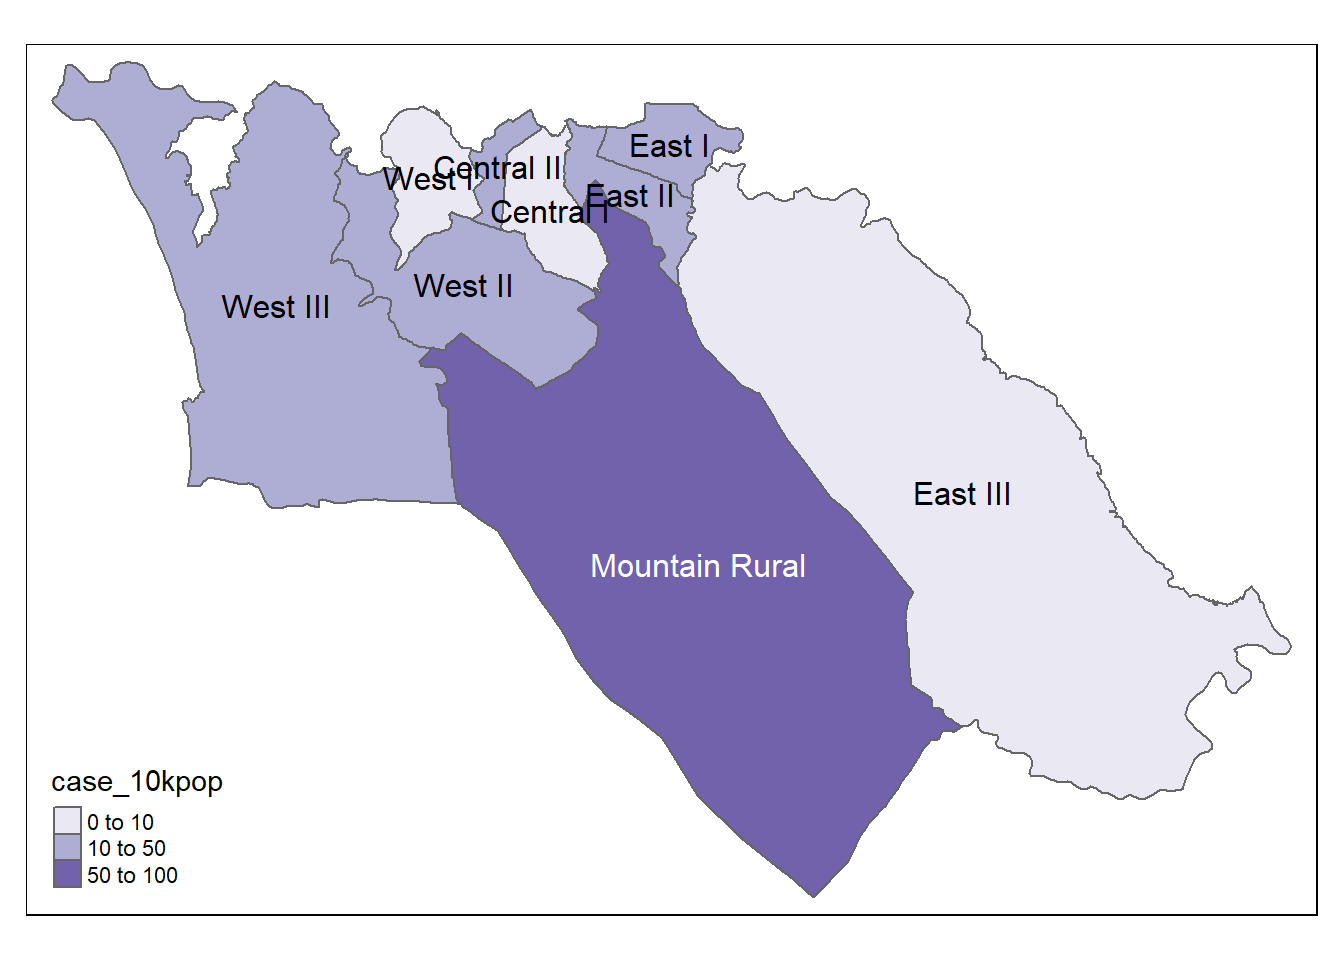 East I
Central II
West I
East II
Central I
West II
West III
East III
Mountain Rural
case_10kpop
0 to 10
10 to 50
50 to 100